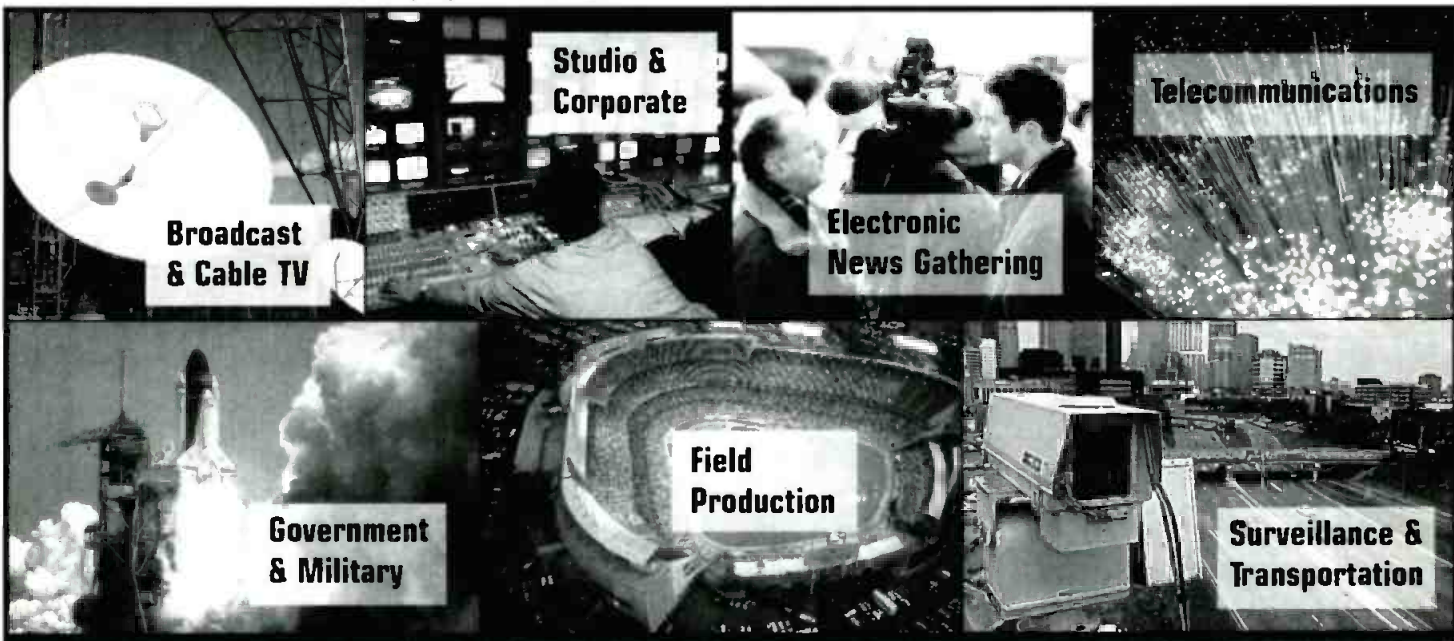 Broadcast
& Cable TV
Studio &
Corporate
Electronic
News Gathering
Telecommunications
Government
& Military
Field
Production
Surveillance &
Transportation